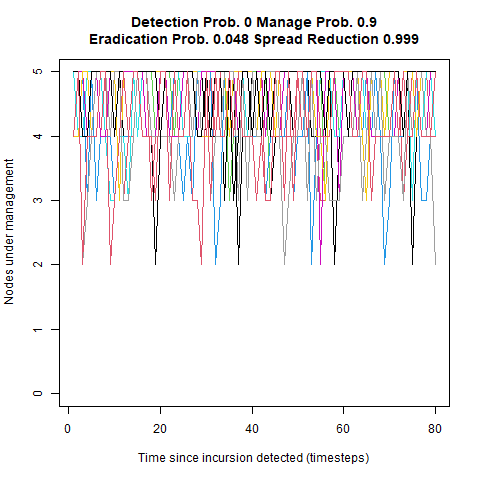 Detection Prob. 0 Manage Prob. 0.9
Eradication Prob. 0.048 Spread Reduction 0.999
Nodes under management
5
4
3
2
1
0
0 20 40 60 80
Time since incursion detected (timesteps)